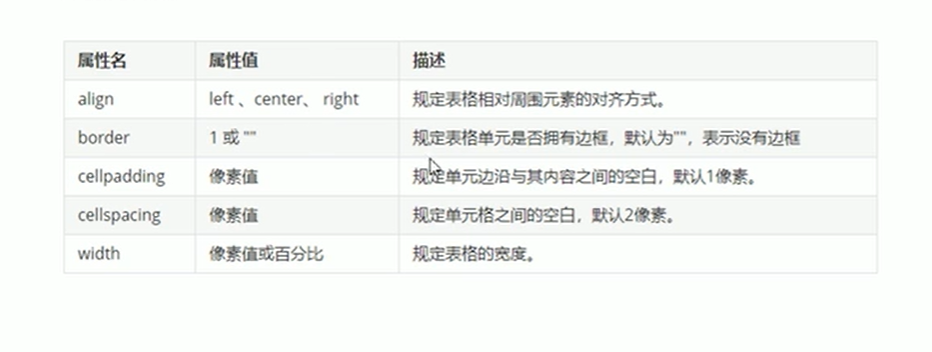 属性名 属性值 描述
align left 、center、 right 规定表格相对周围元素的对齐方式。
border 1 或 "" 规定表格单元是否拥有边框，默认为""，表示没有边框
cellpadding 像素值 规定单元边沿与其内容之间的空白，默认1像素。
cellspacing 像素值 规定单元格之间的空白，默认2像素。
width 像素值或百分比 规定表格的宽度。